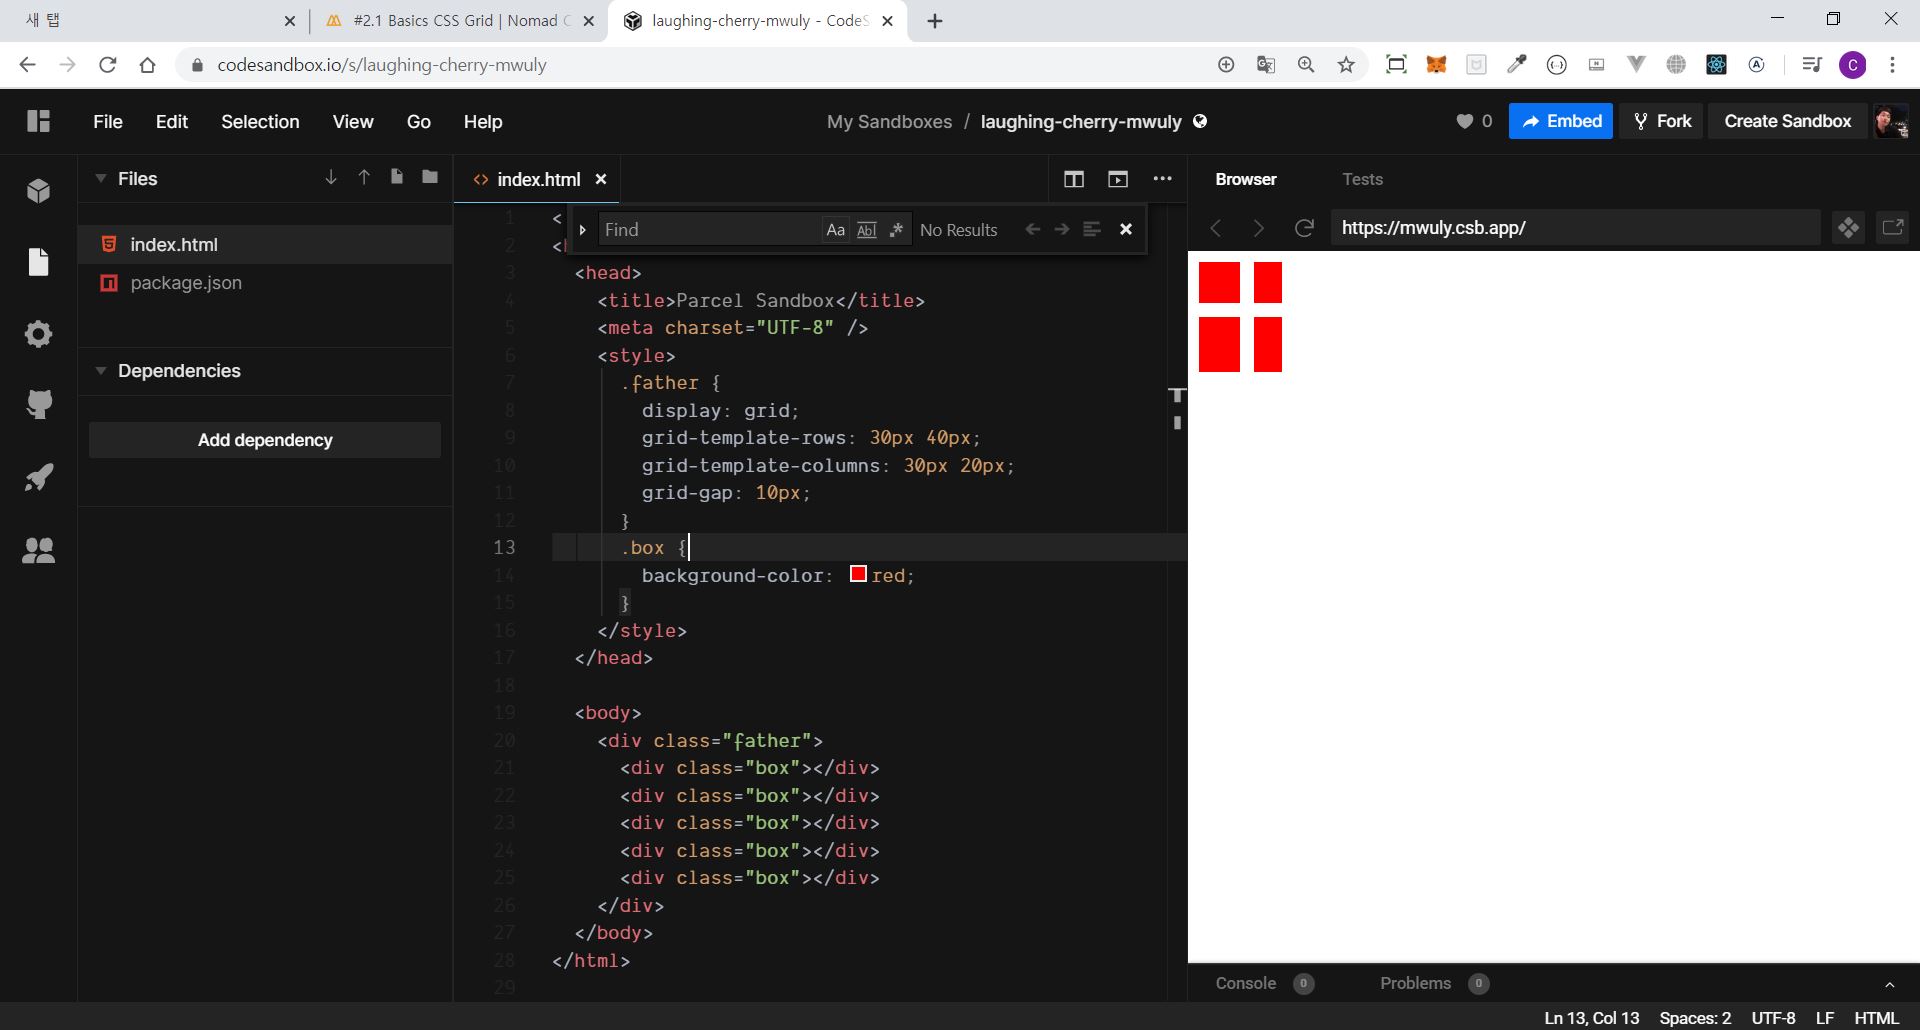 새 탭
#2.1 Basics CSS Grid | Nomad C
laughing-cherry-mwuly - CodeS
codesandbox.io/s/laughing-cherry-mwuly
C
File Edit Selection View Go Help
My Sandboxes / laughing-cherry-mwuly
0 Embed Fork Create Sandbox
Files
index.html
package.json
Dependencies
Add dependency
index.html
Find Aa Abl .* No Results
1 <
2 <h
3 <head>
4 <title>Parcel Sandbox</title>
5 <meta charset="UTF-8" />
6 <style>
7 .father {
8 display: grid;
9 grid-template-rows: 30px 40px;
10 grid-template-columns: 30px 20px;
11 grid-gap: 10px;
12 }
13 .box {
14 background-color: red;
15 }
16 </style>
17 </head>
18
19 <body>
20 <div class="father">
21 <div class="box"></div>
22 <div class="box"></div>
23 <div class="box"></div>
24 <div class="box"></div>
25 <div class="box"></div>
26 </div>
27 </body>
28 </html>
29
Browser Tests
https://mwuly.csb.app/
Console 0 Problems 0
Ln 13, Col 13 Spaces: 2 UTF-8 LF HTML